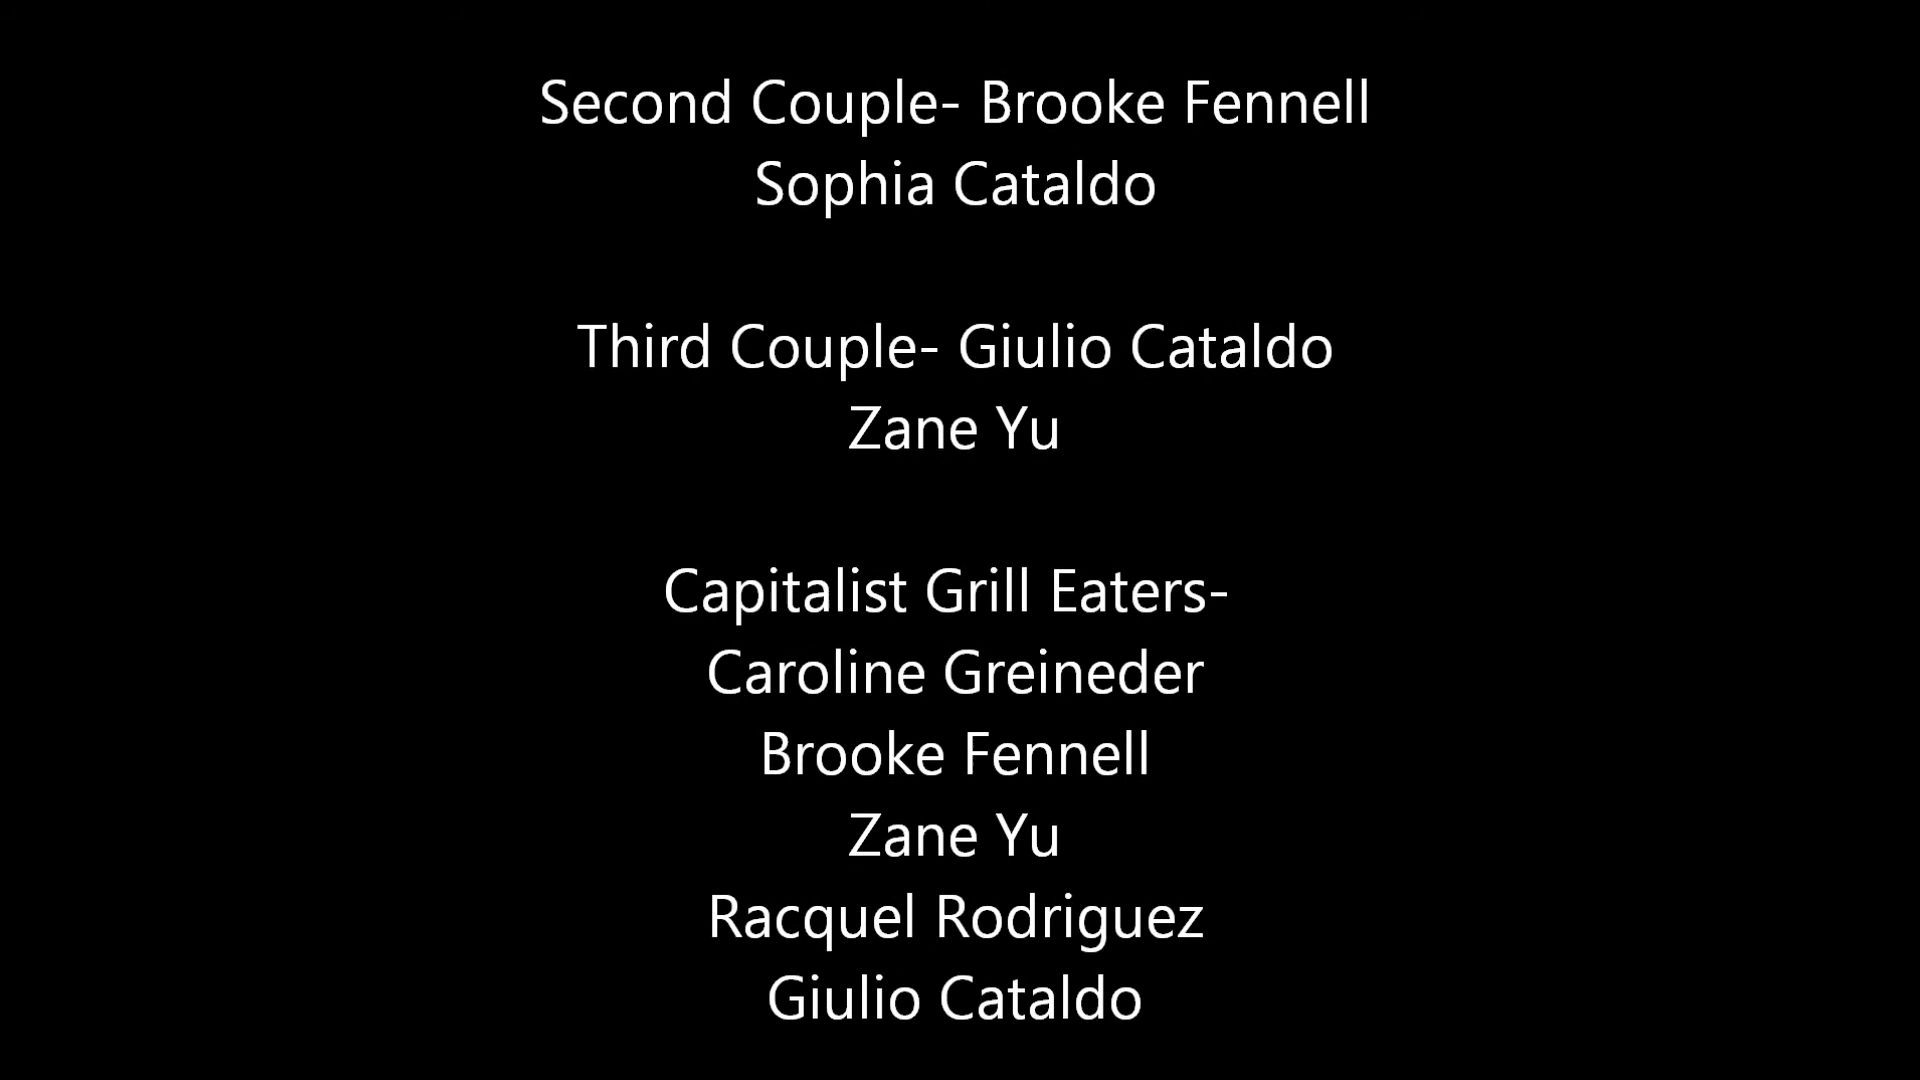 Second Couple- Brooke Fennell
Sophia Cataldo
Third Couple- Giulio Cataldo
Zane Yu
Capitalist Grill Eaters-
Caroline Greineder
Brooke Fennell
Zane Yu
Racquel Rodriguez
Giulio Cataldo